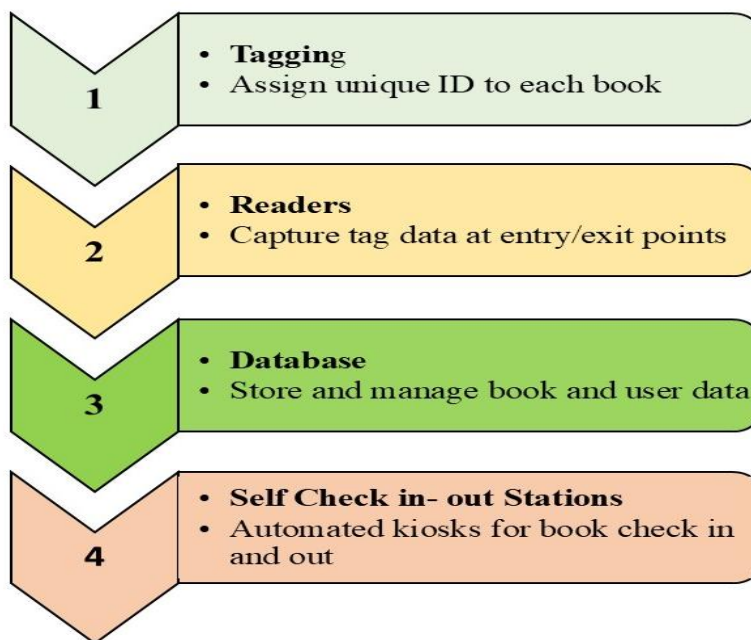 1
• Tagging
• Assign unique ID to each book
2
• Readers
• Capture tag data at entry/exit points
3
• Database
• Store and manage book and user data
4
• Self Check in- out Stations
• Automated kiosks for book check in
and out